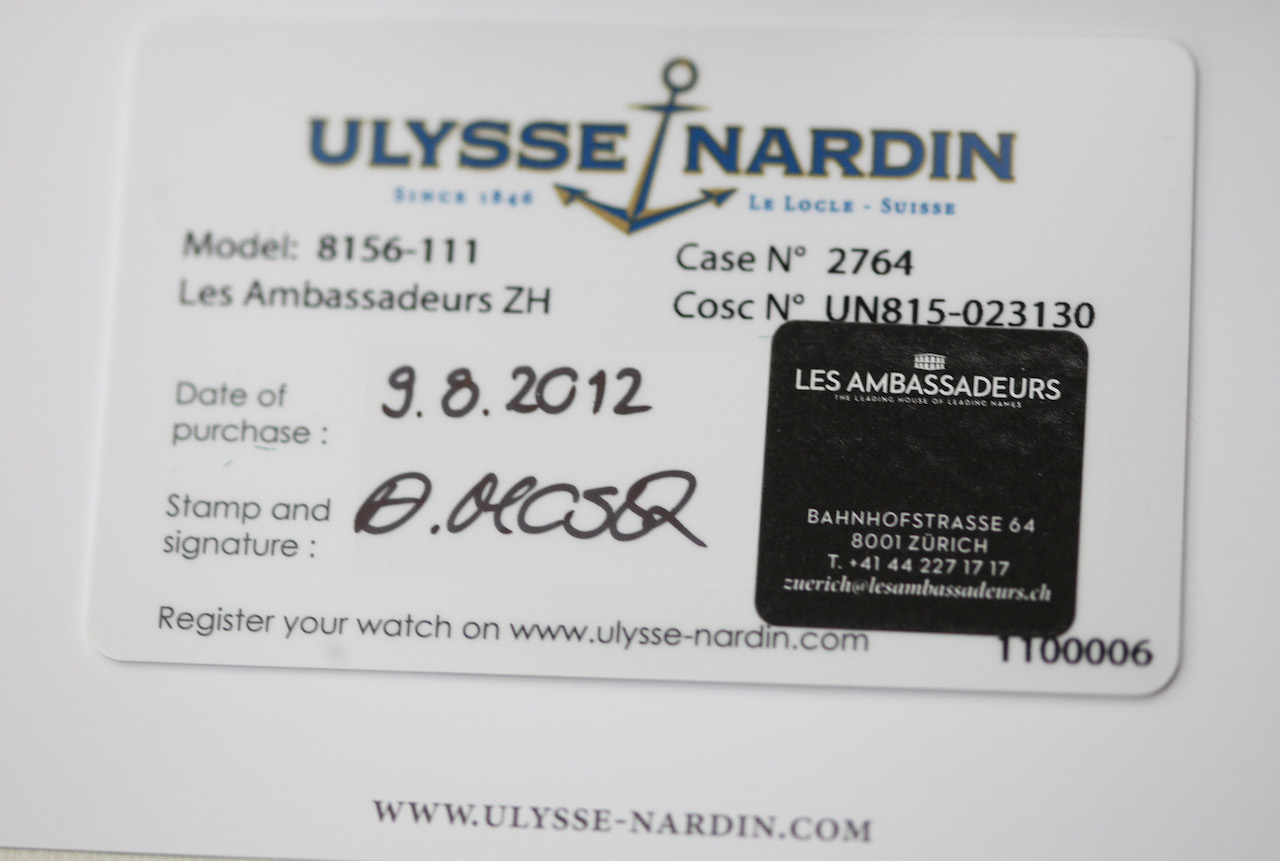 ULYSSE NARDIN
SINCE 1846 LE LOCLE - SUISSE
Model: 8156-111
Les Ambassadeurs ZH
Case N° 2764
Cosc N° UN815-023130
Date of
purchase :
9.8.2012
Stamp and
signature :
LES AMBASSADEURS
THE LEADING HOUSE OF LEADING NAMES
BAHNHOFSTRASSE 64
8001 ZÜRICH
T. +41 44 227 17 17
zuerich@lesambassadeurs.ch
Register your watch on www.ulysse-nardin.com
1100006
WWW.ULYSSE-NARDIN.COM